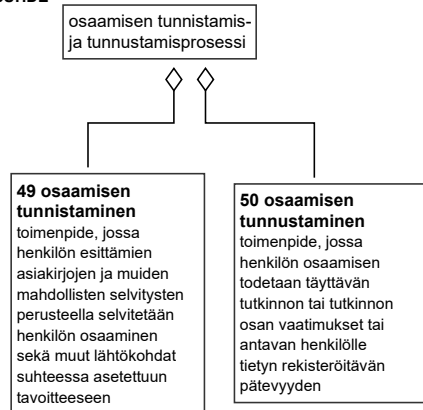 osaamisen tunnistamis-
ja tunnustamisprosessi
49 osaamisen
tunnistaminen
toimenpide, jossa
henkilön esittämien
asiakirjojen ja muiden
mahdollisten selvitysten
perusteella selvitetään
henkilön osaaminen
sekä muut lähtökohdat
suhteessa asetettuun
tavoitteeseen
50 osaamisen
tunnustaminen
toimenpide, jossa
henkilön osaamisen
todetaan täyttävän
tutkinnon tai tutkinnon
osan vaatimukset tai
antavan henkilölle
tietyn rekisteröitävän
pätevyyden